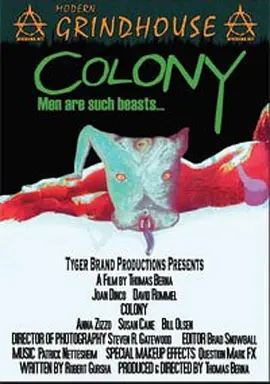 MODERN
GRINDHOUSE
COLONY
Men are such beasts...
TYGER BRAND PRODUCTIONS PRESENTS
A FILM BY THOMAS BERNA
JOAN DINCO DAVID ROMMEL
COLONY
ANNA ZIZZO SUSAN CANE BILL OLSEN
DIRECTOR OF PHOTOGRAPHY STEVEN R. GATEWOOD EDITOR BRAD SNOWBALL
MUSIC PATRICK NETTESHEIM SPECIAL MAKEUP EFFECTS QUESTION MARK FX
WRITTEN BY ROBERT GURSHA PRODUCED & DIRECTED BY THOMAS BERNA